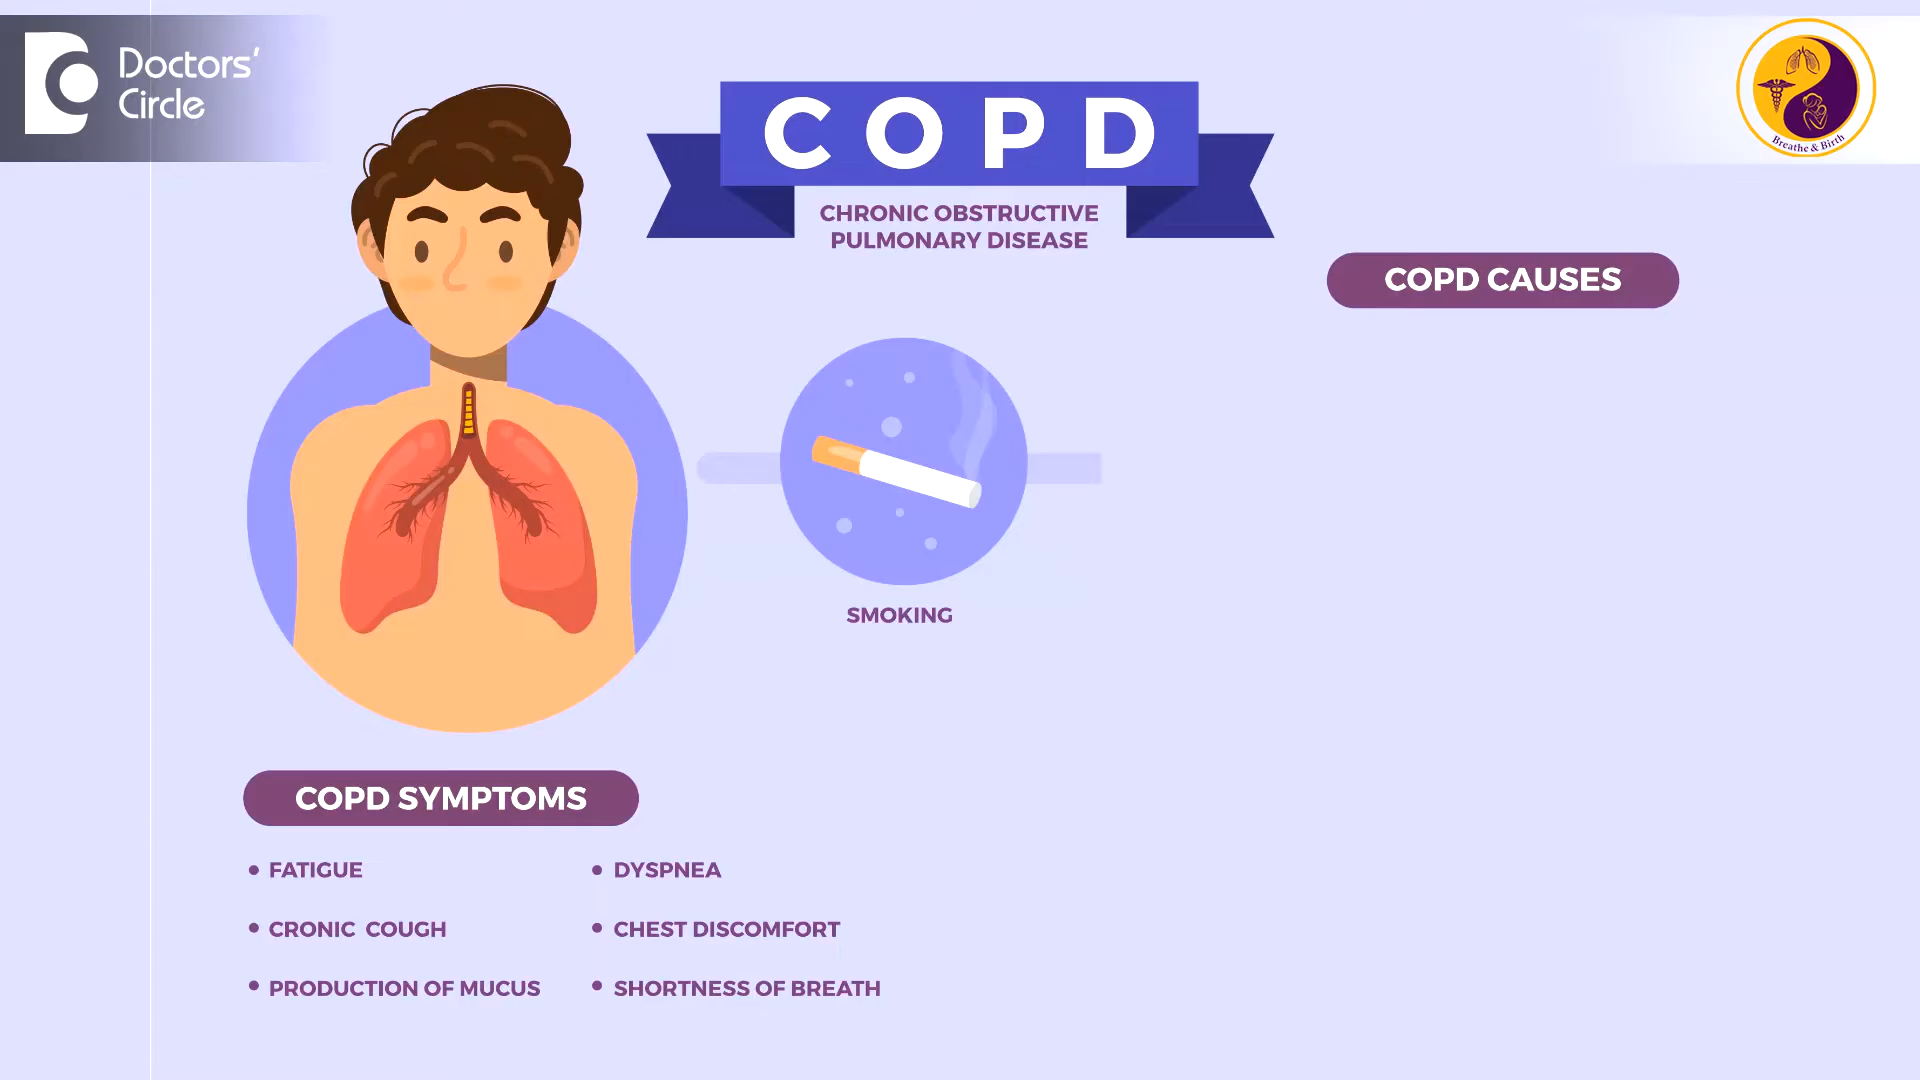 Doctors'
Circle
COPD
CHRONIC OBSTRUCTIVE
PULMONARY DISEASE
Breathe & Birth
COPD CAUSES
SMOKING
COPD SYMPTOMS
• FATIGUE
• CRONIC COUGH
• PRODUCTION OF MUCUS
• DYSPNEA
• CHEST DISCOMFORT
• SHORTNESS OF BREATH